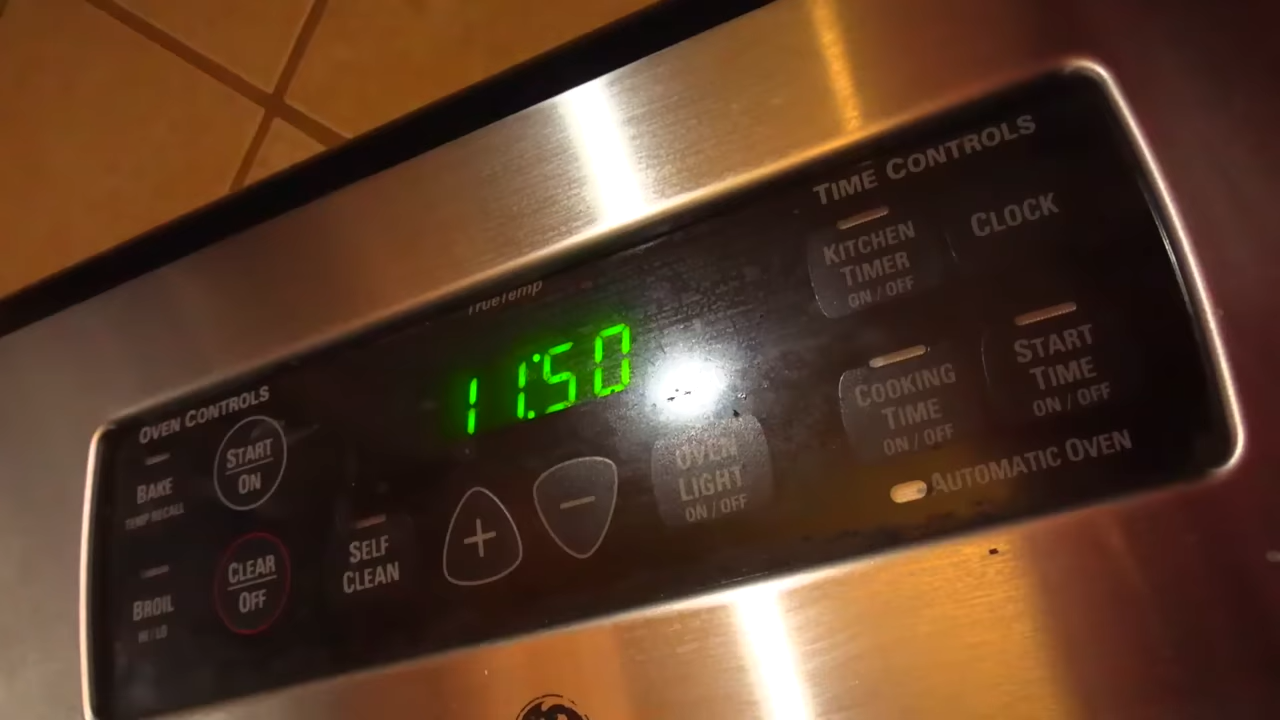 TrueTemp
11:50
OVEN CONTROLS
BAKE
TEMP RECALL
BROIL
HI / LO
START
ON
CLEAR
OFF
SELF
CLEAN
+
−
OVEN
LIGHT
ON / OFF
TIME CONTROLS
KITCHEN
TIMER
ON / OFF
CLOCK
COOKING
TIME
ON / OFF
START
TIME
ON / OFF
AUTOMATIC OVEN